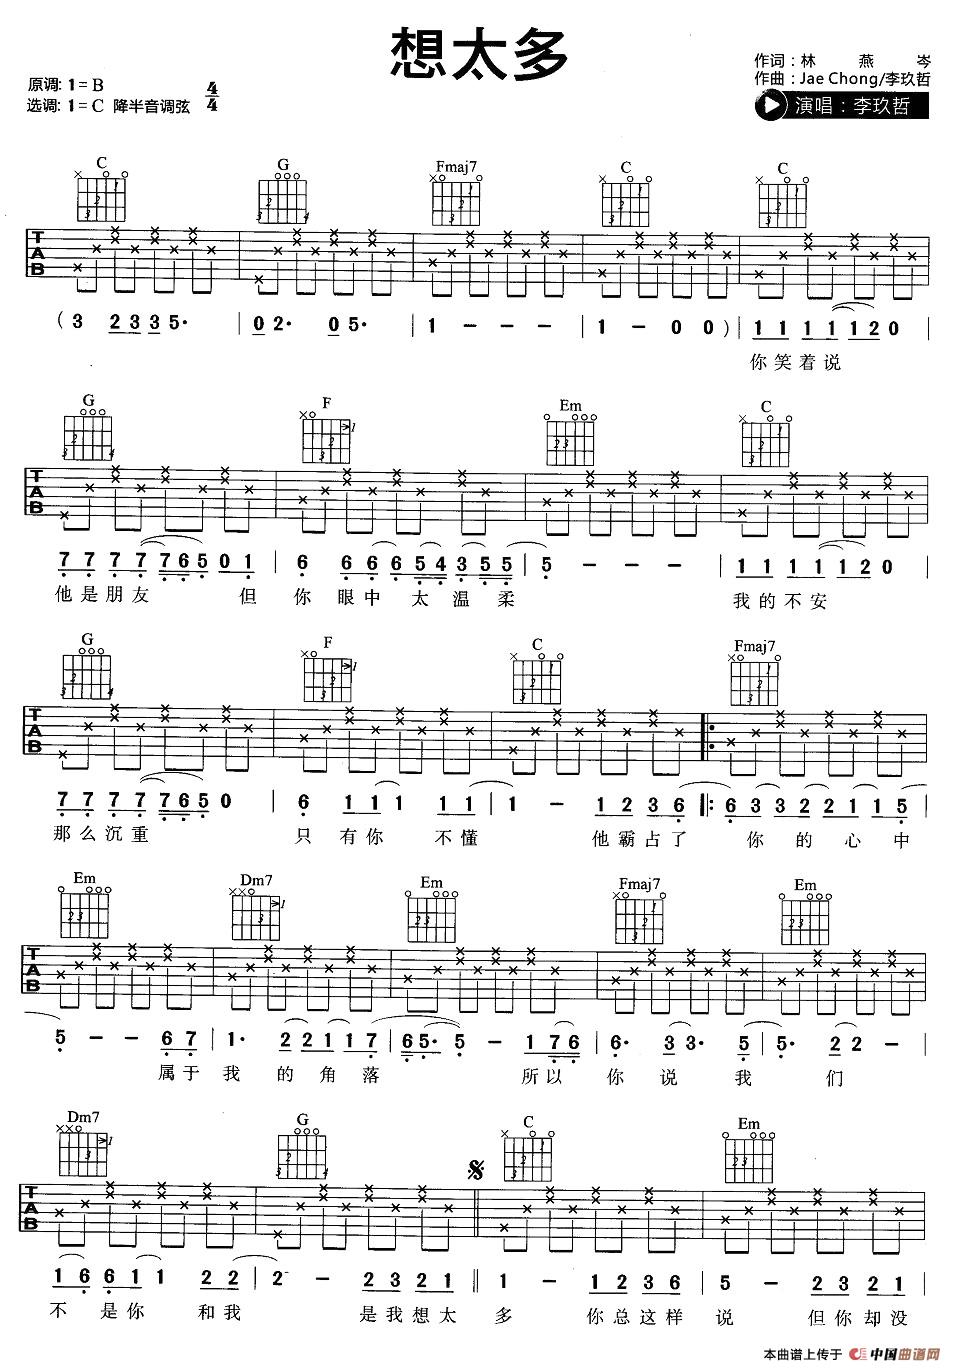 想太多
作词：林 燕 岑
原调: 1=B
作曲：Jae Chong/李玖哲
选调: 1=C 降半音调弦 4/4
演唱：李玖哲
C G Fmaj7 C C
TAB
( 3 2 3 3 5· | 0 2· 0 5· | 1 - - - | 1 - 0 0 ) | 1 1 1 1 1 2 0 |
你笑着说
G F Em C
TAB
7 7 7 7 7 6 5 0 1 | 6 6 6 6 5 4 3 5 5 | 5 - - - | 1 1 1 1 1 2 0 |
他是朋友 但 你 眼中 太 温 柔 我的不安
G F C Fmaj7
TAB
7 7 7 7 7 6 5 0 | 6 1 1 1 1 1 | 1 - 1 2 3 6 |: 6 3 3 2 2 1 1 5 |
那么沉重 只 有你 不懂 他霸占了 你 的 心 中
Em Dm7 Em Fmaj7 Em
TAB
5 - - 6 7 | 1· 2 2 1 1 7 | 6 5· 5 - 1 7 6 | 6· 3 3· 5 | 5· 2 2 - |
属于 我 的 角 落 所以 你 说 我 们
Dm7 G C Em
TAB
1 6 6 1 1 2 2 | 2 - 2 3 2 1 || 1 - 1 2 3 6 | 5 - 3 2 2 1 |
不 是你 和我 是我想太 多 你总这样 说 但你却没
本曲谱上传于 中国曲谱网